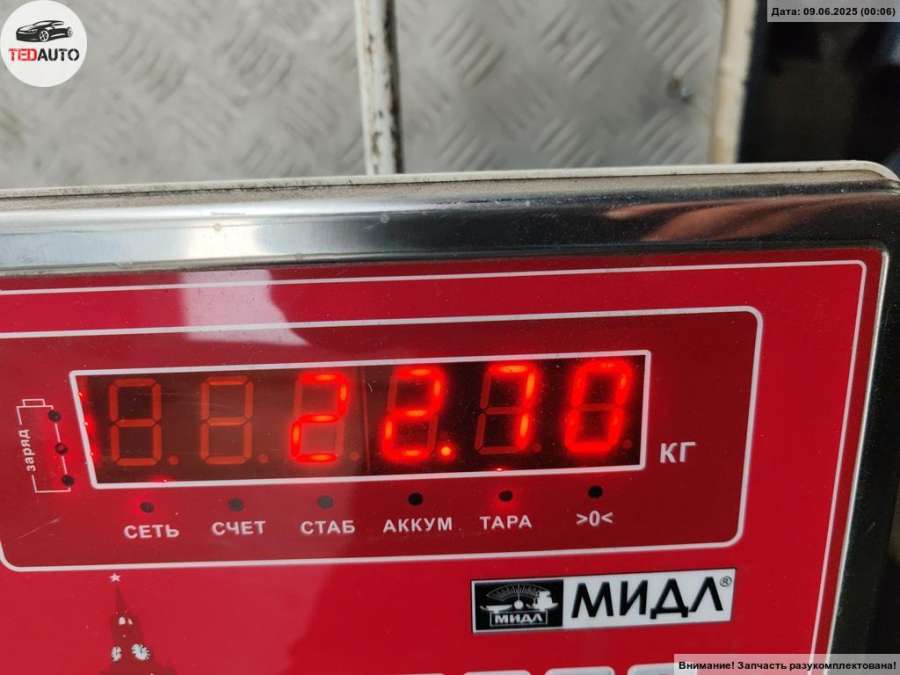 TEDAUTO
Дата: 09.06.2025 (00:06)
заряд
22.70
КГ
СЕТЬ СЧЕТ СТАБ АККУМ ТАРА >0<
МИДЛ МИДЛ®
Внимание! Запчасть разукомплектована!